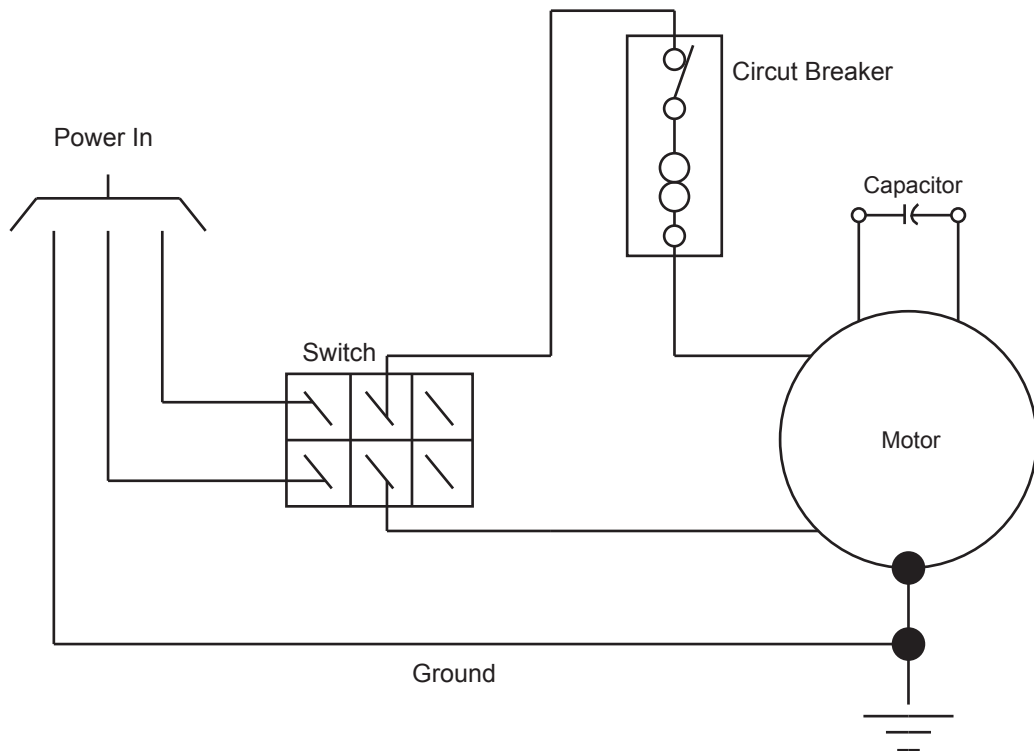 Circut Breaker
Power In
Capacitor
Switch
Motor
Ground